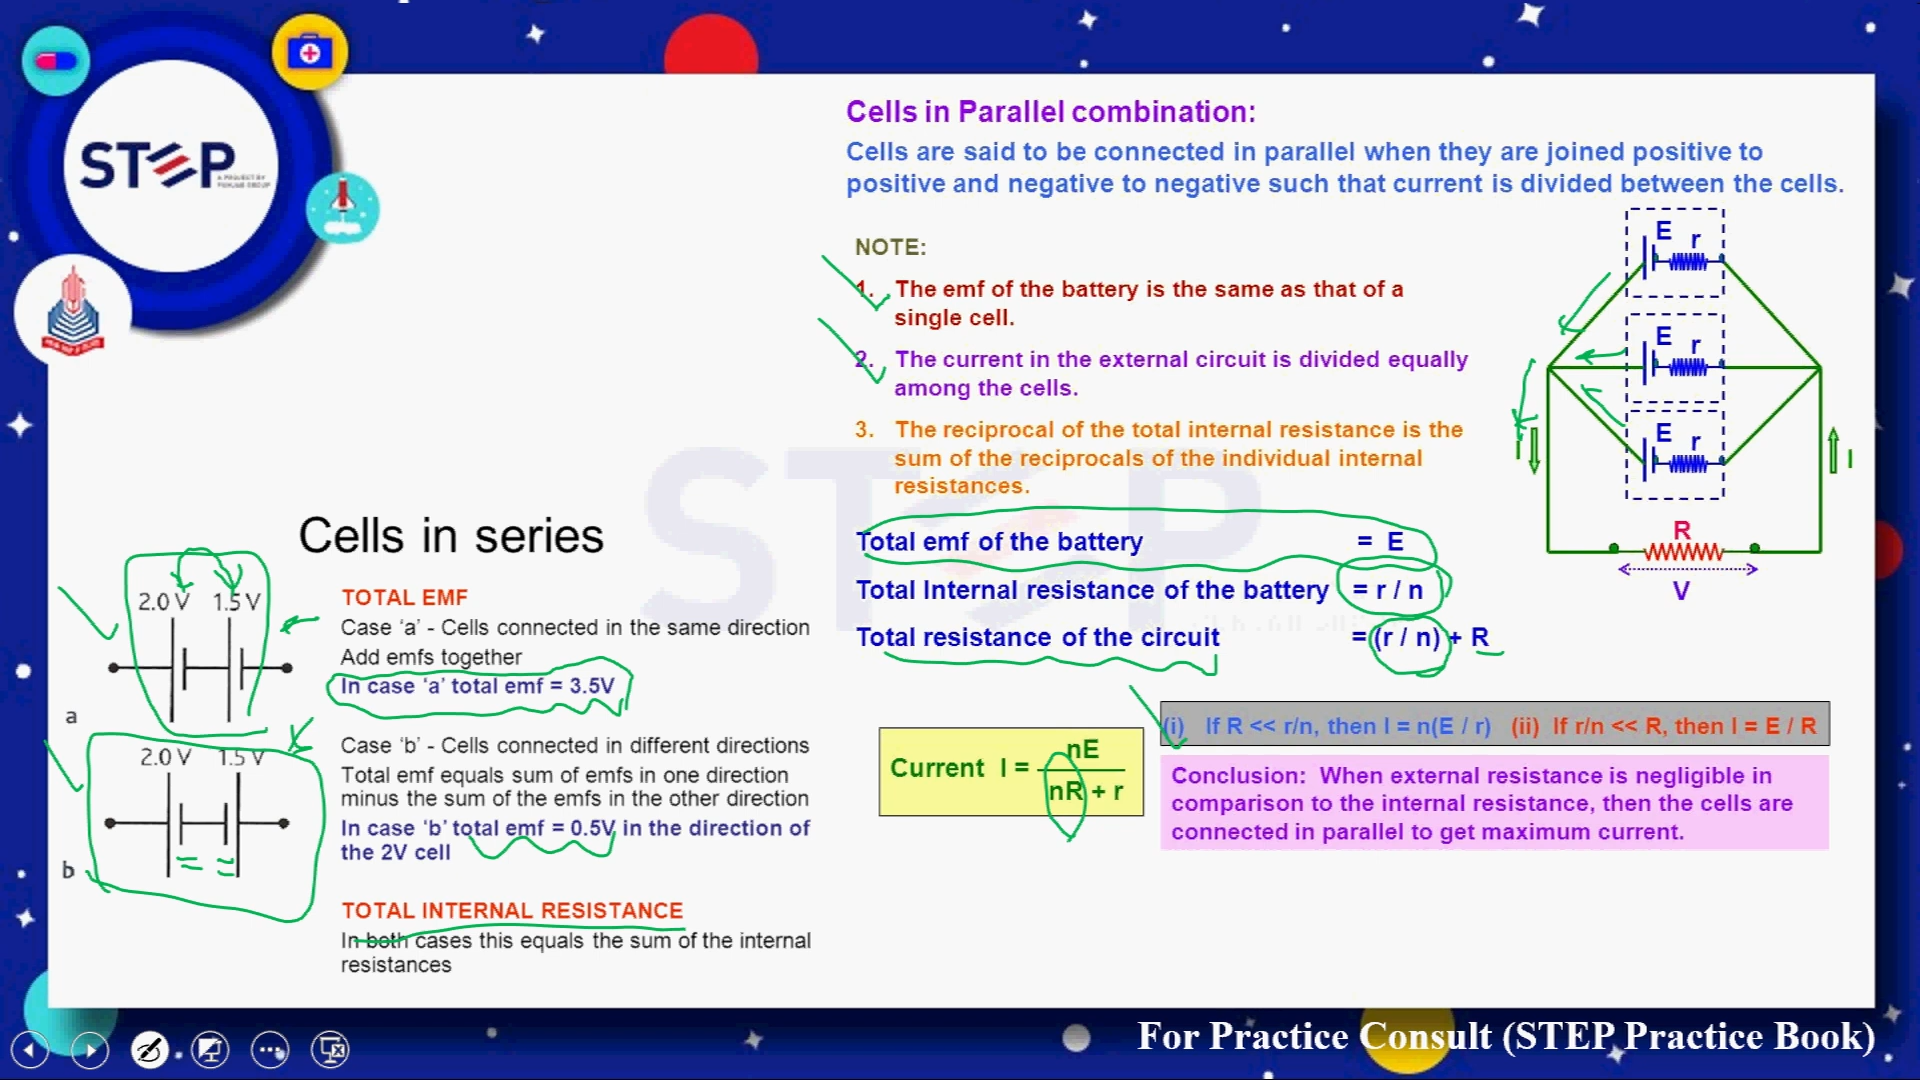 STEP
A PROJECT BY
PUNJAB GROUP
Cells in series
2.0 V 1.5 V
a
TOTAL EMF
Case ‘a’ - Cells connected in the same direction
Add emfs together
In case ‘a’ total emf = 3.5V
2.0 V 1.5 V
b
Case ‘b’ - Cells connected in different directions
Total emf equals sum of emfs in one direction
minus the sum of the emfs in the other direction
In case ‘b’ total emf = 0.5V in the direction of
the 2V cell
TOTAL INTERNAL RESISTANCE
In both cases this equals the sum of the internal
resistances
Cells in Parallel combination:
Cells are said to be connected in parallel when they are joined positive to
positive and negative to negative such that current is divided between the cells.
NOTE:
1. The emf of the battery is the same as that of a
single cell.
2. The current in the external circuit is divided equally
among the cells.
3. The reciprocal of the total internal resistance is the
sum of the reciprocals of the individual internal
resistances.
E r
E r
E r
I I
R
V
STEP
Total emf of the battery = E
Total Internal resistance of the battery = r / n
Total resistance of the circuit = (r / n) + R
Current I = nE
nR + r
(i) If R << r/n, then I = n(E / r) (ii) If r/n << R, then I = E / R
Conclusion: When external resistance is negligible in
comparison to the internal resistance, then the cells are
connected in parallel to get maximum current.
For Practice Consult (STEP Practice Book)